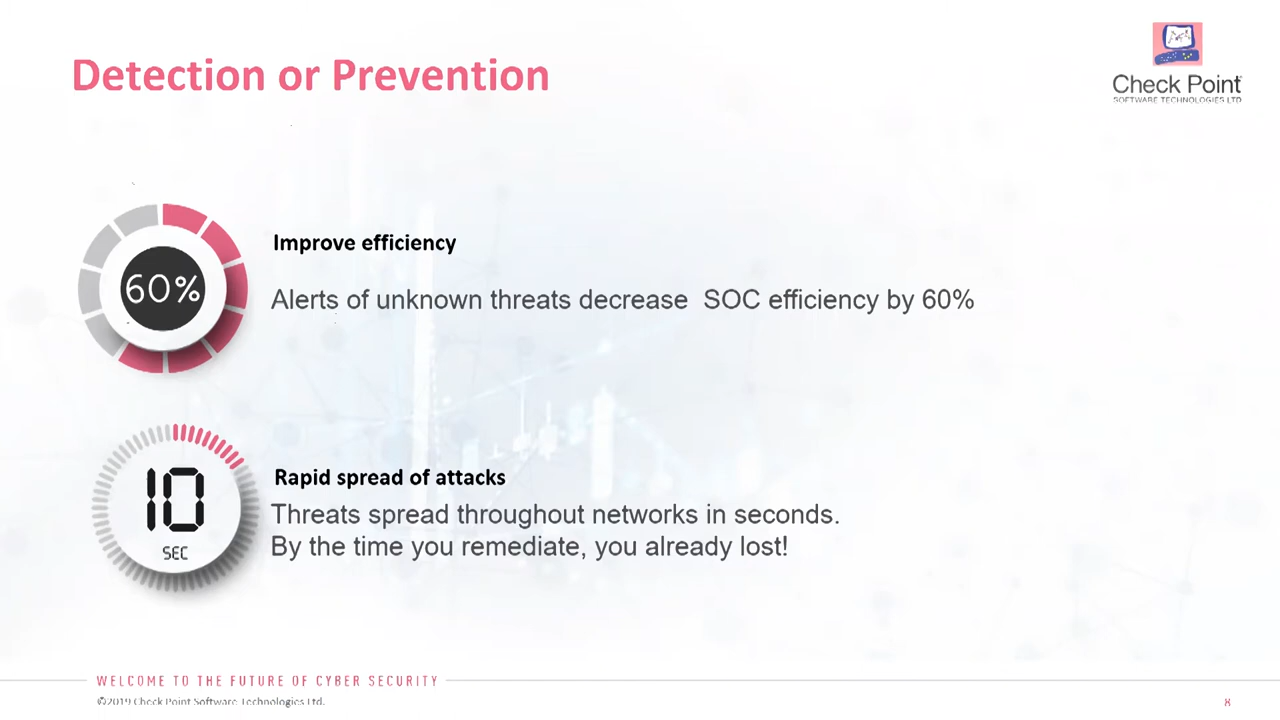 Detection or Prevention
Check Point
SOFTWARE TECHNOLOGIES LTD
60%
Improve efficiency
Alerts of unknown threats decrease  SOC efficiency by 60%
10
SEC
Rapid spread of attacks
Threats spread throughout networks in seconds.
By the time you remediate, you already lost!
WELCOME TO THE FUTURE OF CYBER SECURITY
©2019 Check Point Software Technologies Ltd.
8